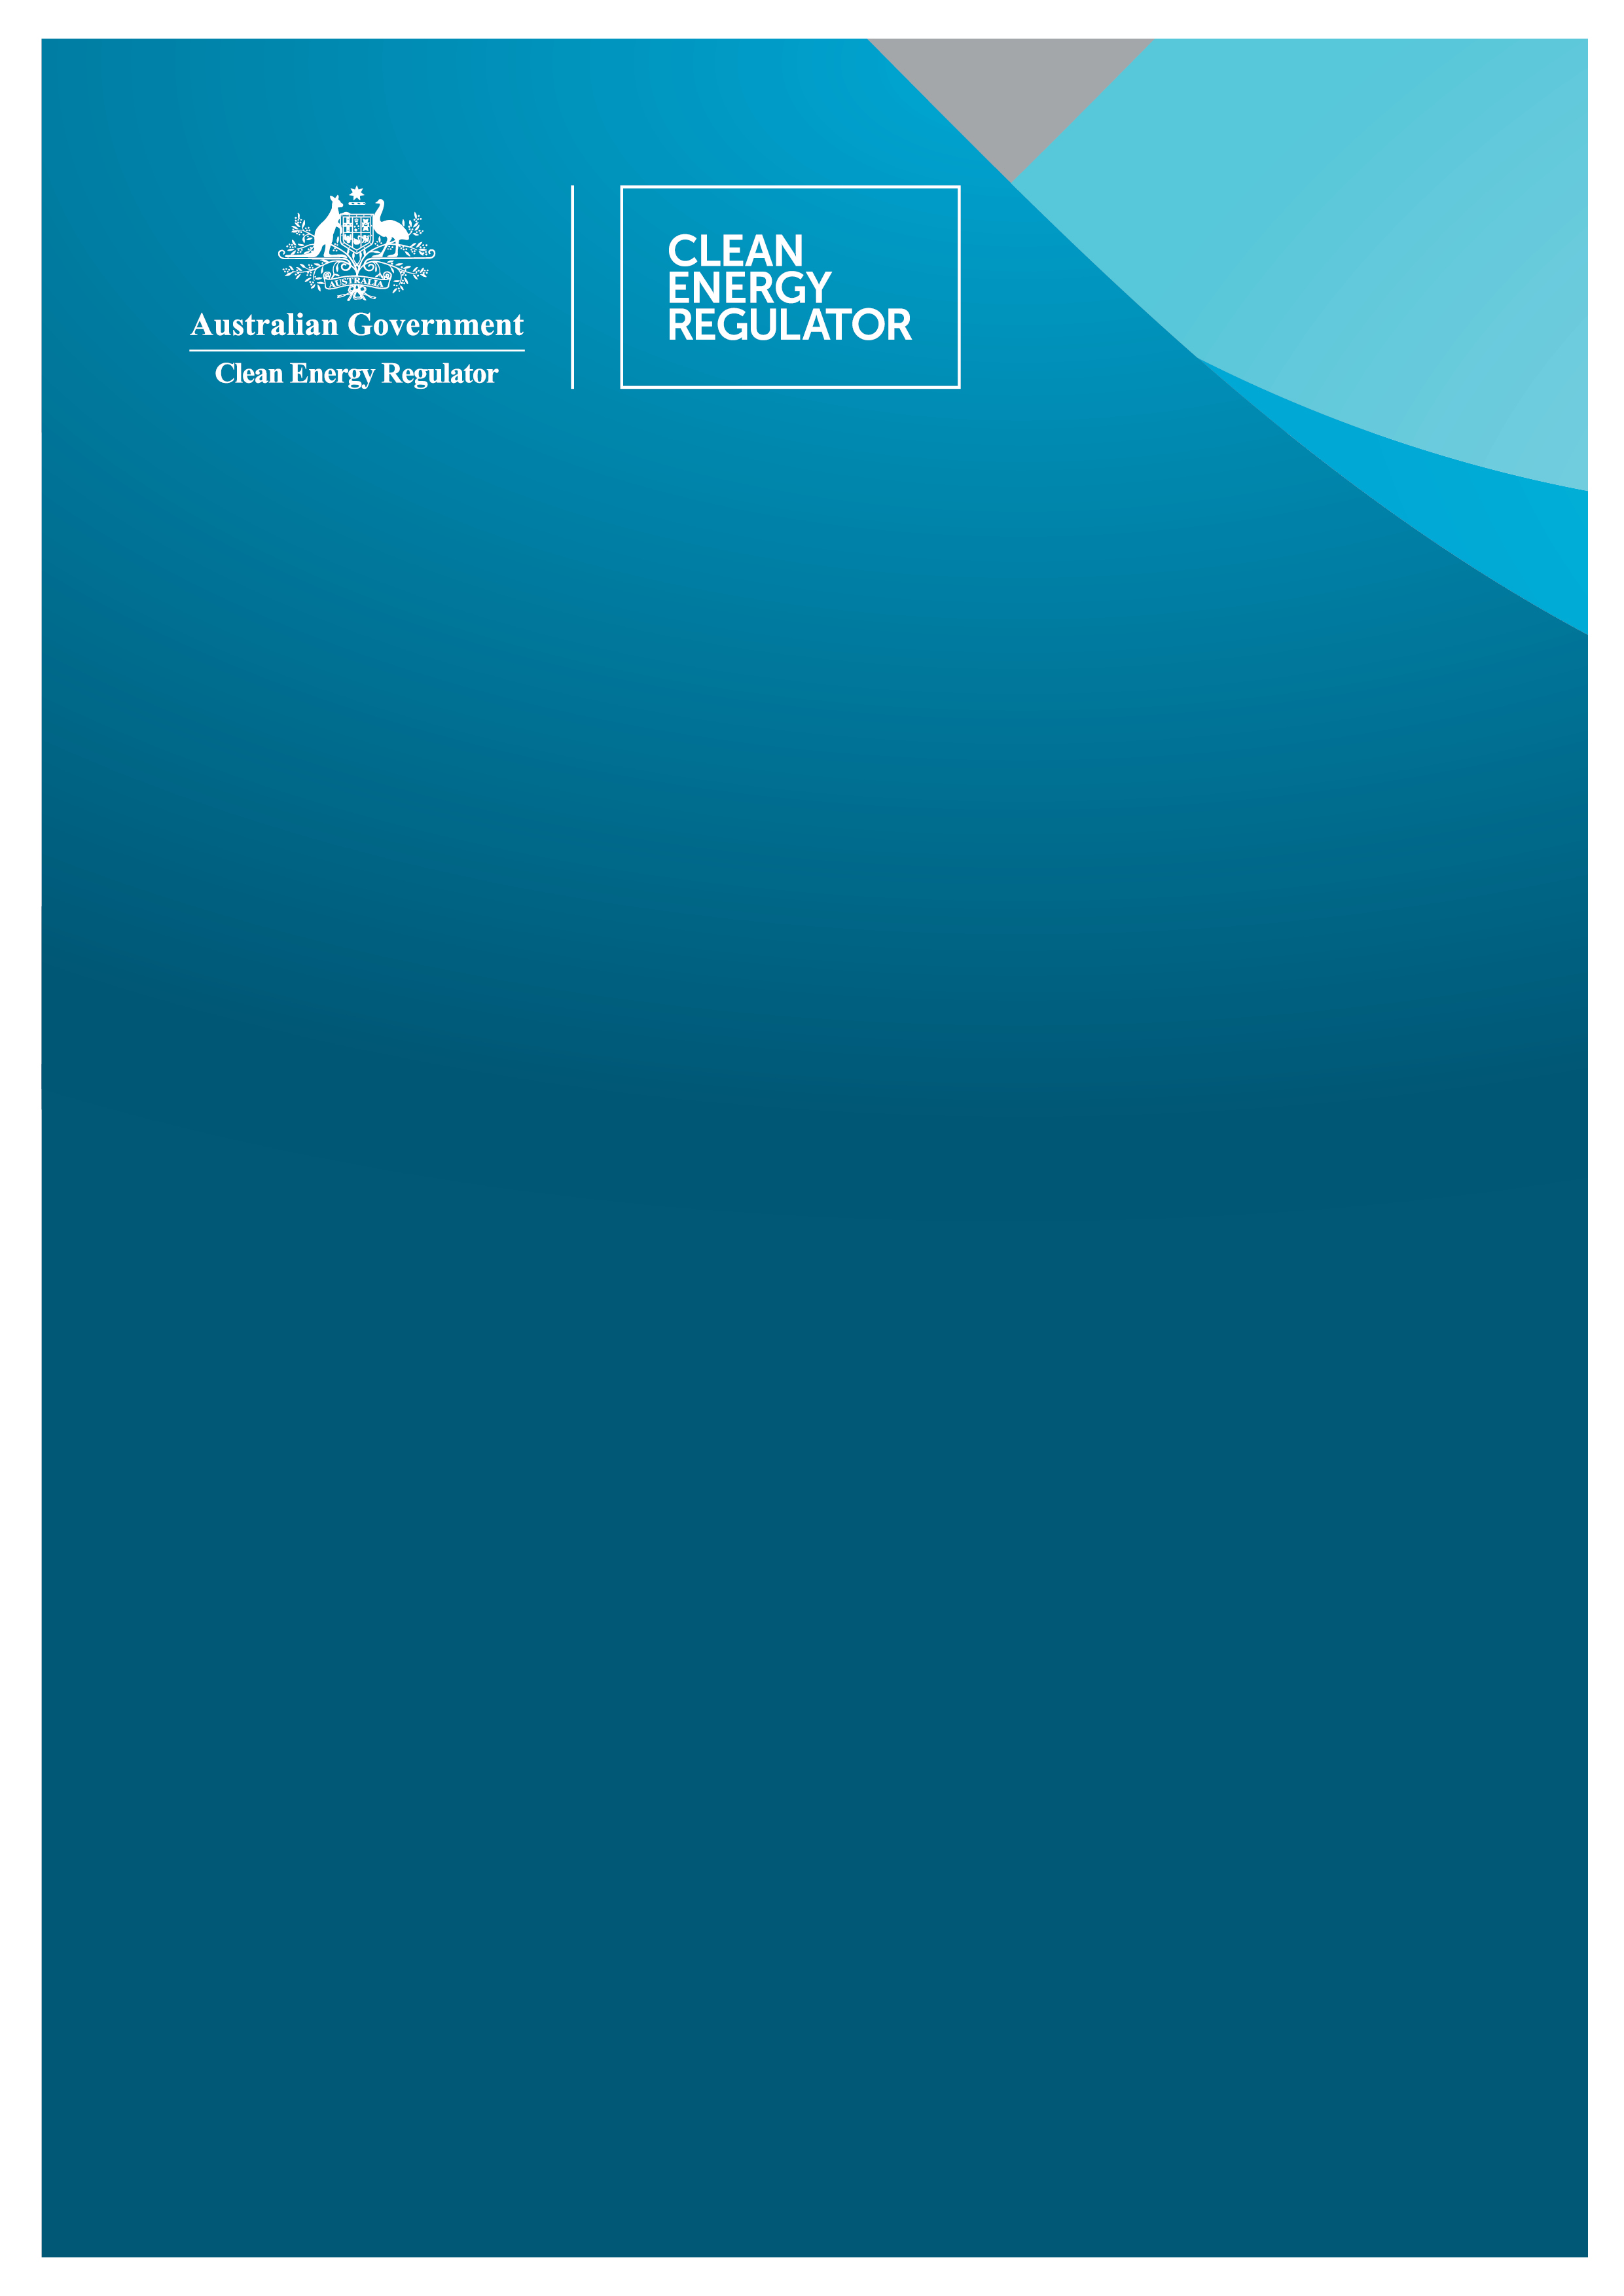 AUSTRALIA
Australian Government
Clean Energy Regulator
CLEAN
ENERGY
REGULATOR